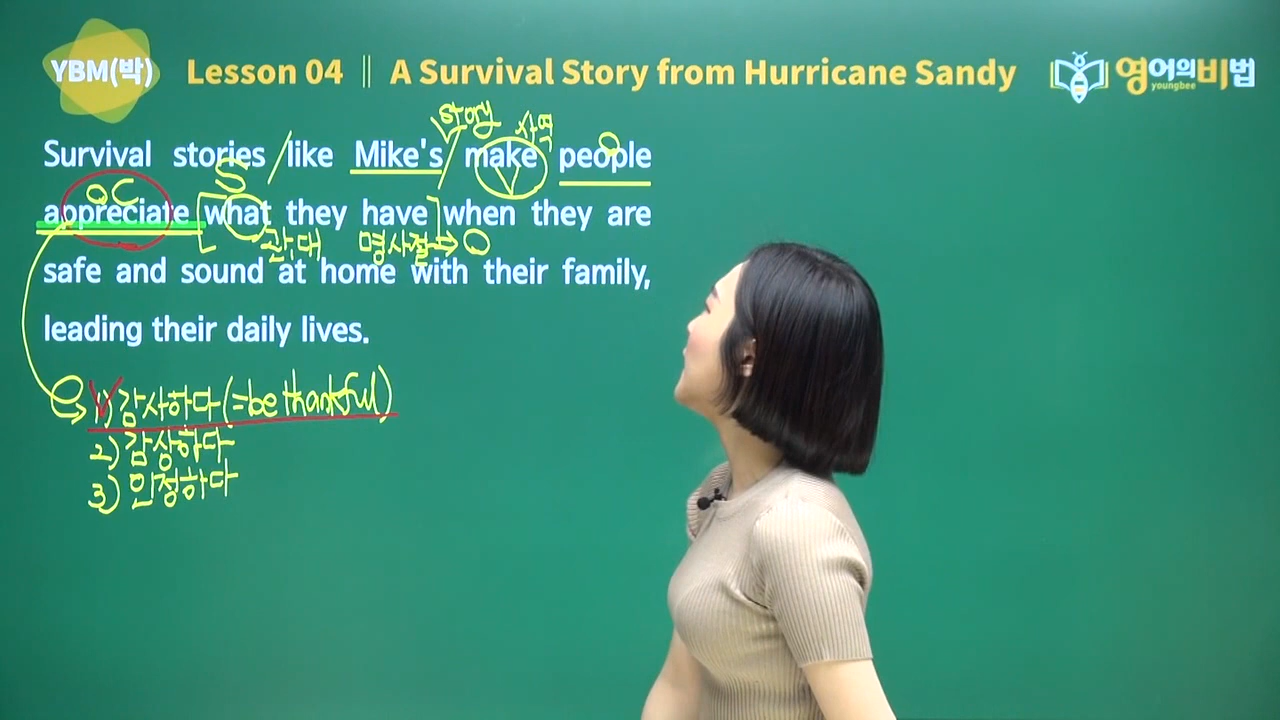 YBM(박) Lesson 04 || A Survival Story from Hurricane Sandy 영어의비법
youngbee
story 사역
Survival stories / like Mike's / make people
S O V OC
appreciate [what they have] when they are
관대 명사절→O
safe and sound at home with their family,
leading their daily lives.
1) 감사하다(=be thankful)
2) 감상하다
3) 인정하다